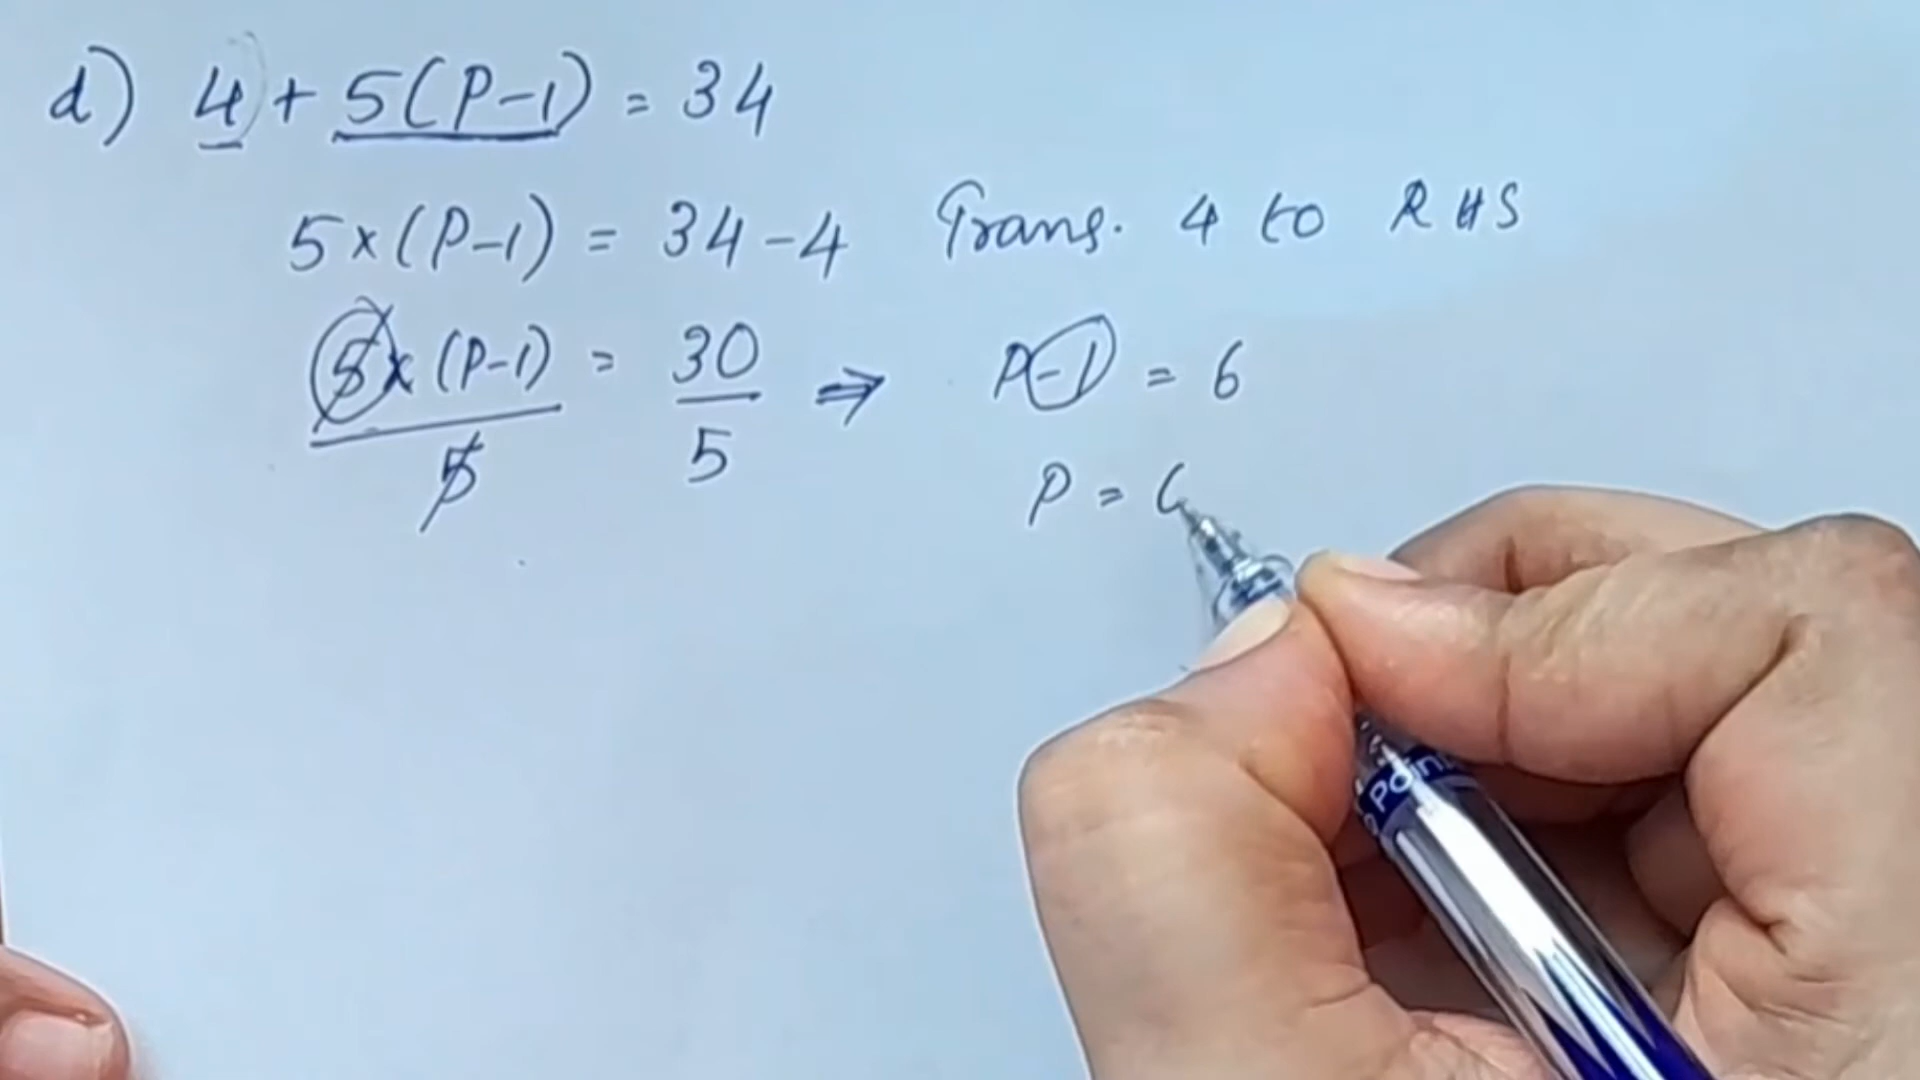 d) 4 + 5(P-1) = 34
5×(P-1) = 34-4 Trans. 4 to RHS
5×(P-1)/5 = 30/5 ⇒ P-1 = 6
P = 6
Poin